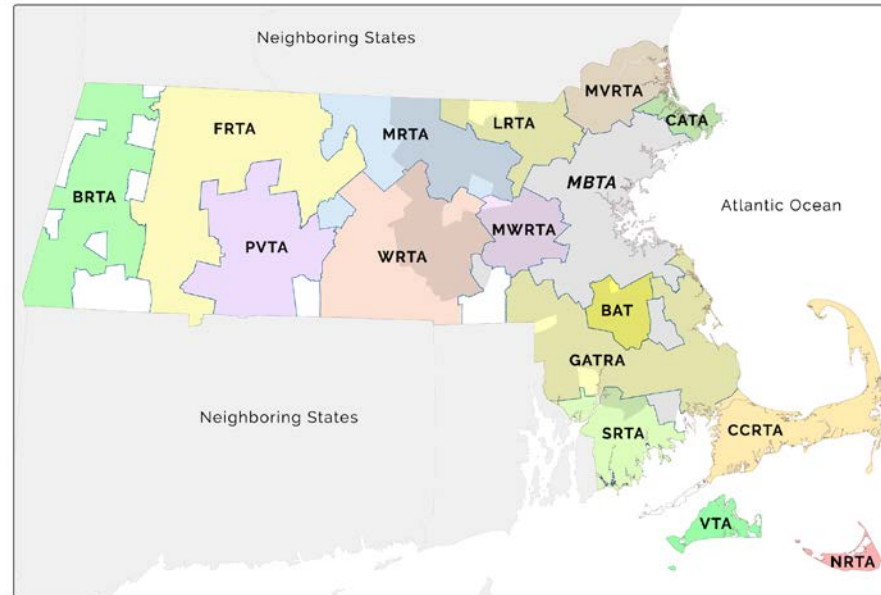 Neighboring States
MVRTA
CATA
FRTA
MRTA
LRTA
MBTA
BRTA
Atlantic Ocean
MWRTA
PVTA
WRTA
BAT
GATRA
Neighboring States
SRTA
CCRTA
VTA
NRTA